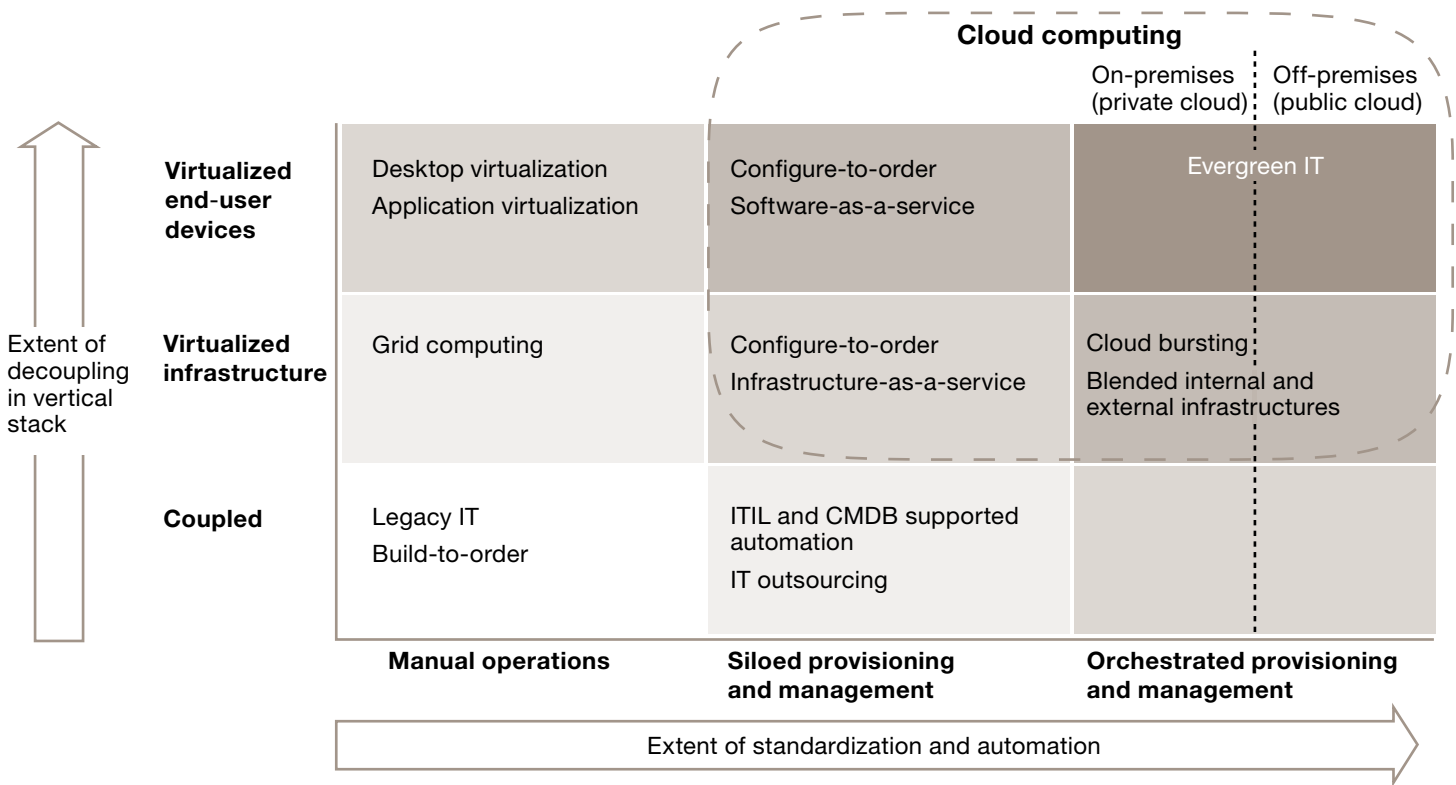 Cloud computing
On-premises
(private cloud)
Off-premises
(public cloud)
Virtualized
end-user
devices
Desktop virtualization
Application virtualization
Configure-to-order
Software-as-a-service
Evergreen IT
Extent of
decoupling
in vertical
stack
Virtualized
infrastructure
Grid computing
Configure-to-order
Infrastructure-as-a-service
Cloud bursting
Blended internal and
external infrastructures
Coupled
Legacy IT
Build-to-order
ITIL and CMDB supported
automation
IT outsourcing
Manual operations
Siloed provisioning
and management
Orchestrated provisioning
and management
Extent of standardization and automation